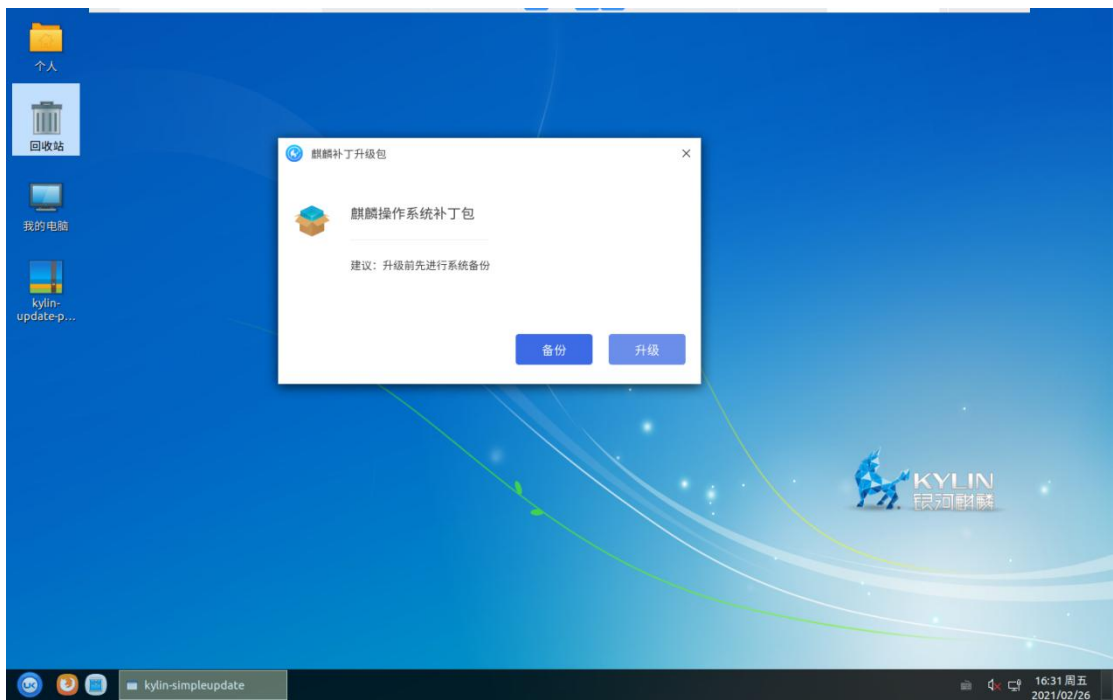 个人
回收站
我的电脑
kylin-
update-p...
麒麟补丁升级包
麒麟操作系统补丁包
建议：升级前先进行系统备份
备份
升级
KYLIN
银河麒麟
UK
kylin-simpleupdate
16:31 周五
2021/02/26